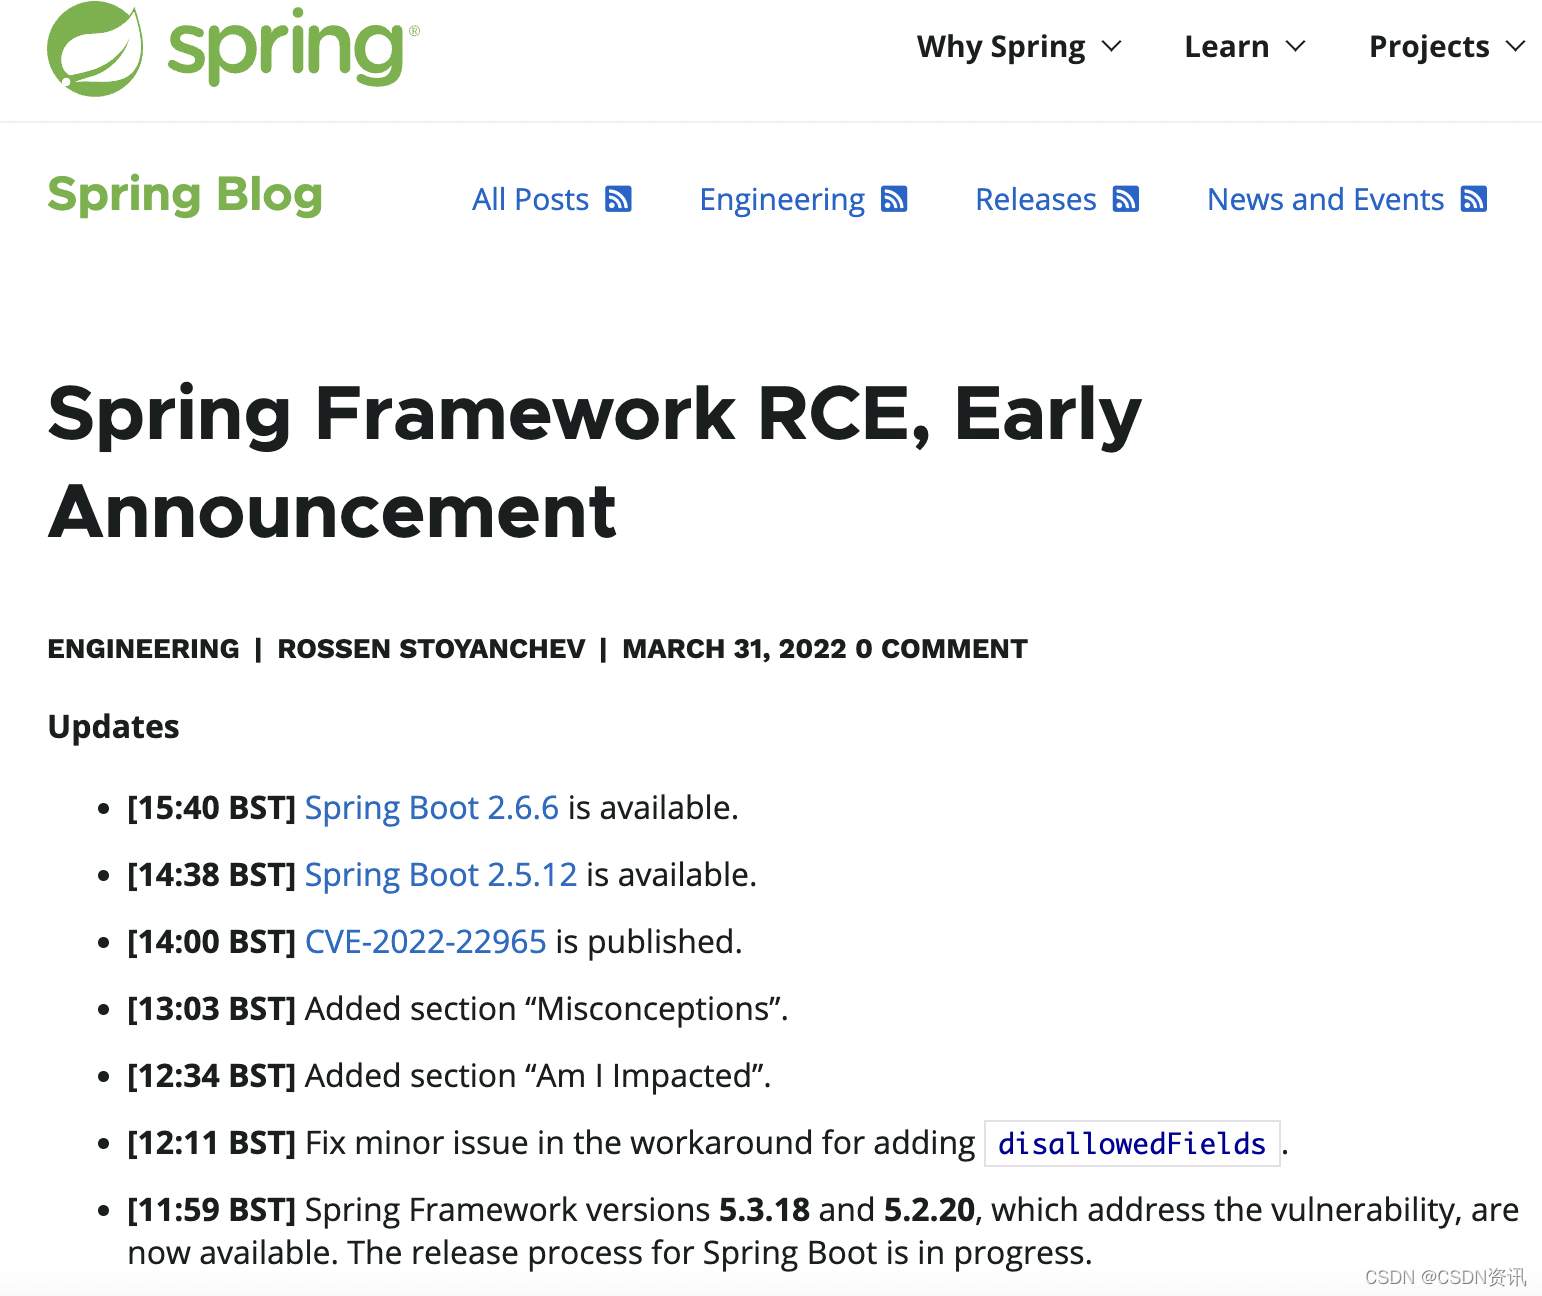 spring®
Why Spring Learn Projects
Spring Blog All Posts Engineering Releases News and Events
Spring Framework RCE, Early
Announcement
ENGINEERING | ROSSEN STOYANCHEV | MARCH 31, 2022 0 COMMENT
Updates
• [15:40 BST] Spring Boot 2.6.6 is available.
• [14:38 BST] Spring Boot 2.5.12 is available.
• [14:00 BST] CVE-2022-22965 is published.
• [13:03 BST] Added section “Misconceptions”.
• [12:34 BST] Added section “Am I Impacted”.
• [12:11 BST] Fix minor issue in the workaround for adding disallowedFields.
• [11:59 BST] Spring Framework versions 5.3.18 and 5.2.20, which address the vulnerability, are
now available. The release process for Spring Boot is in progress.
CSDN @CSDN资讯